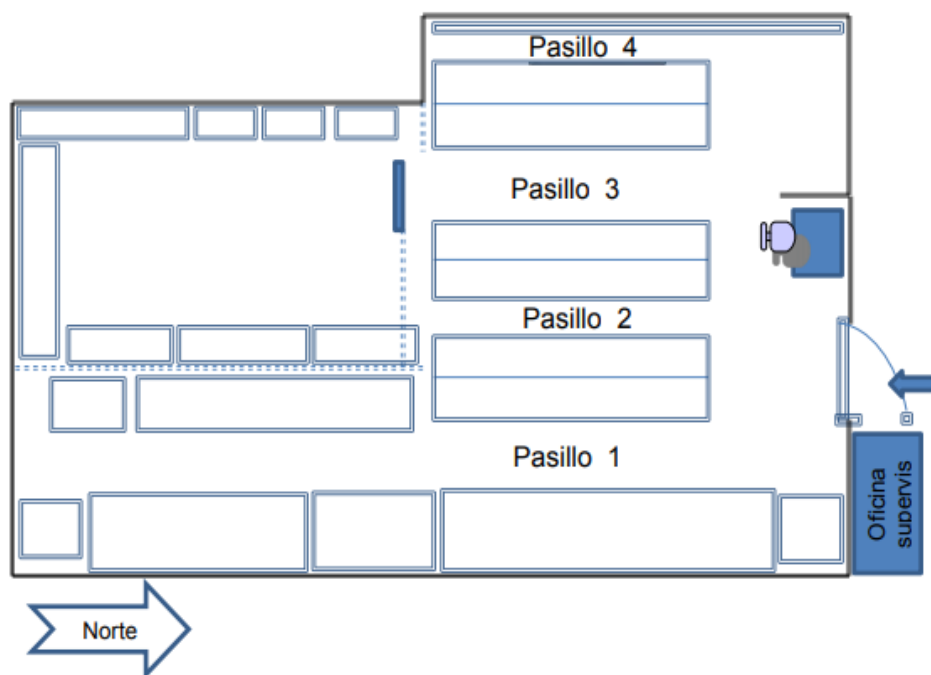 Pasillo 4
Pasillo 3
Pasillo 2
Pasillo 1
Oficina
supervis
Norte